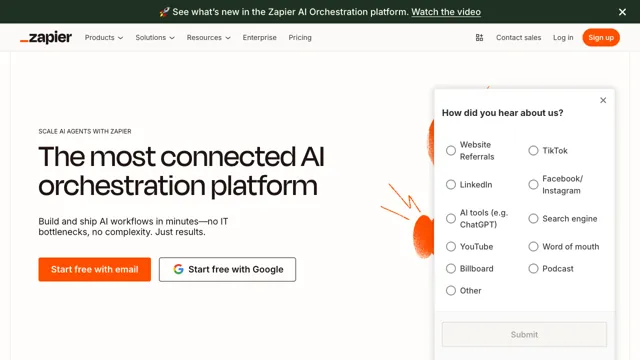 🚀 See what's new in the Zapier AI Orchestration platform. Watch the video
zapier
Products
Solutions
Resources
Enterprise
Pricing
Contact sales
Log in
Sign up
SCALE AI AGENTS WITH ZAPIER
The most connected AI
orchestration platform
Build and ship AI workflows in minutes—no IT
bottlenecks, no complexity. Just results.
Start free with email
Start free with Google
How did you hear about us?
Website
Referrals
TikTok
LinkedIn
Facebook/
Instagram
AI tools (e.g.
ChatGPT)
Search engine
YouTube
Word of mouth
Billboard
Podcast
Other
Submit